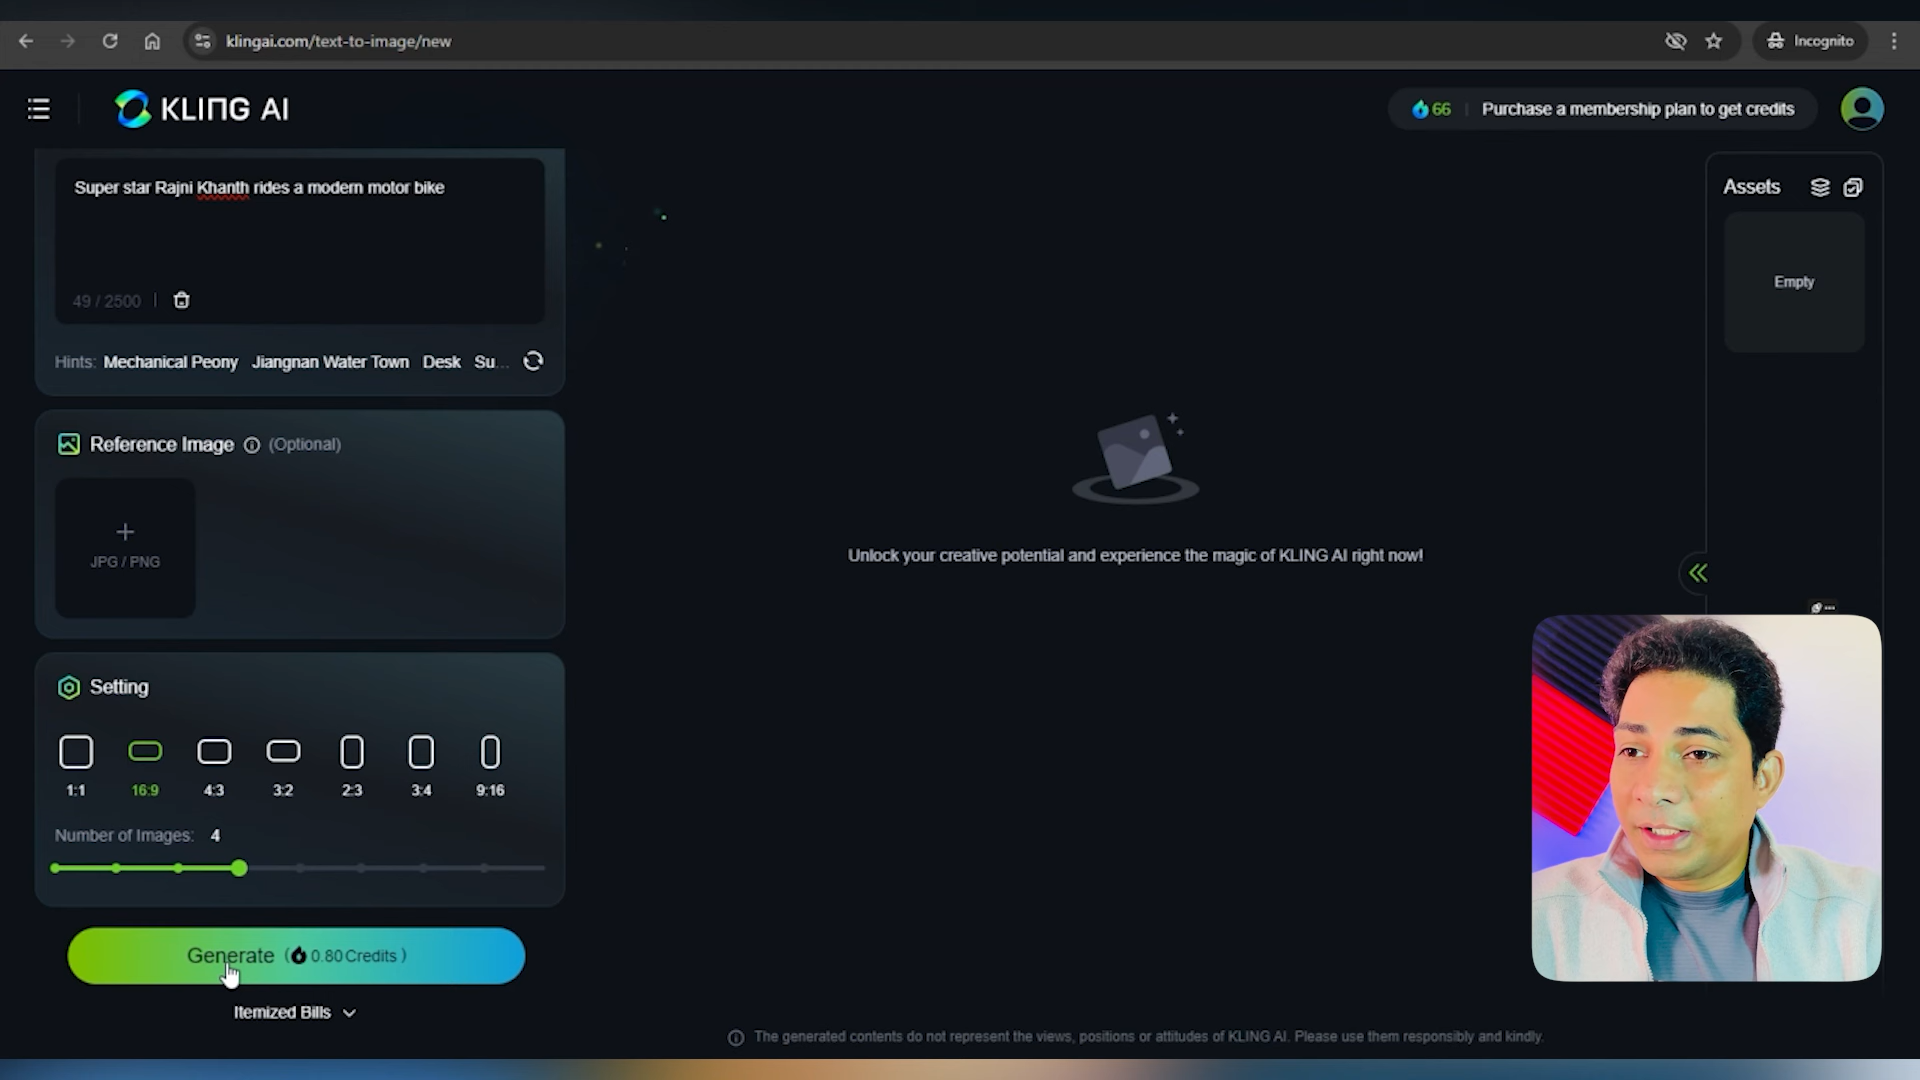 klingai.com/text-to-image/new
Incognito
KLING AI
66
Purchase a membership plan to get credits
Super star Rajni Khanth rides a modern motor bike
49 / 2500
Hints: Mechanical Peony Jiangnan Water Town Desk Su...
Reference Image (Optional)
JPG / PNG
Setting
1:1 16:9 4:3 3:2 2:3 3:4 9:16
Number of Images: 4
Generate ( 0.80 Credits )
Itemized Bills
Unlock your creative potential and experience the magic of KLING AI right now!
Assets
Empty
The generated contents do not represent the views, positions or attitudes of KLING AI. Please use them responsibly and kindly.